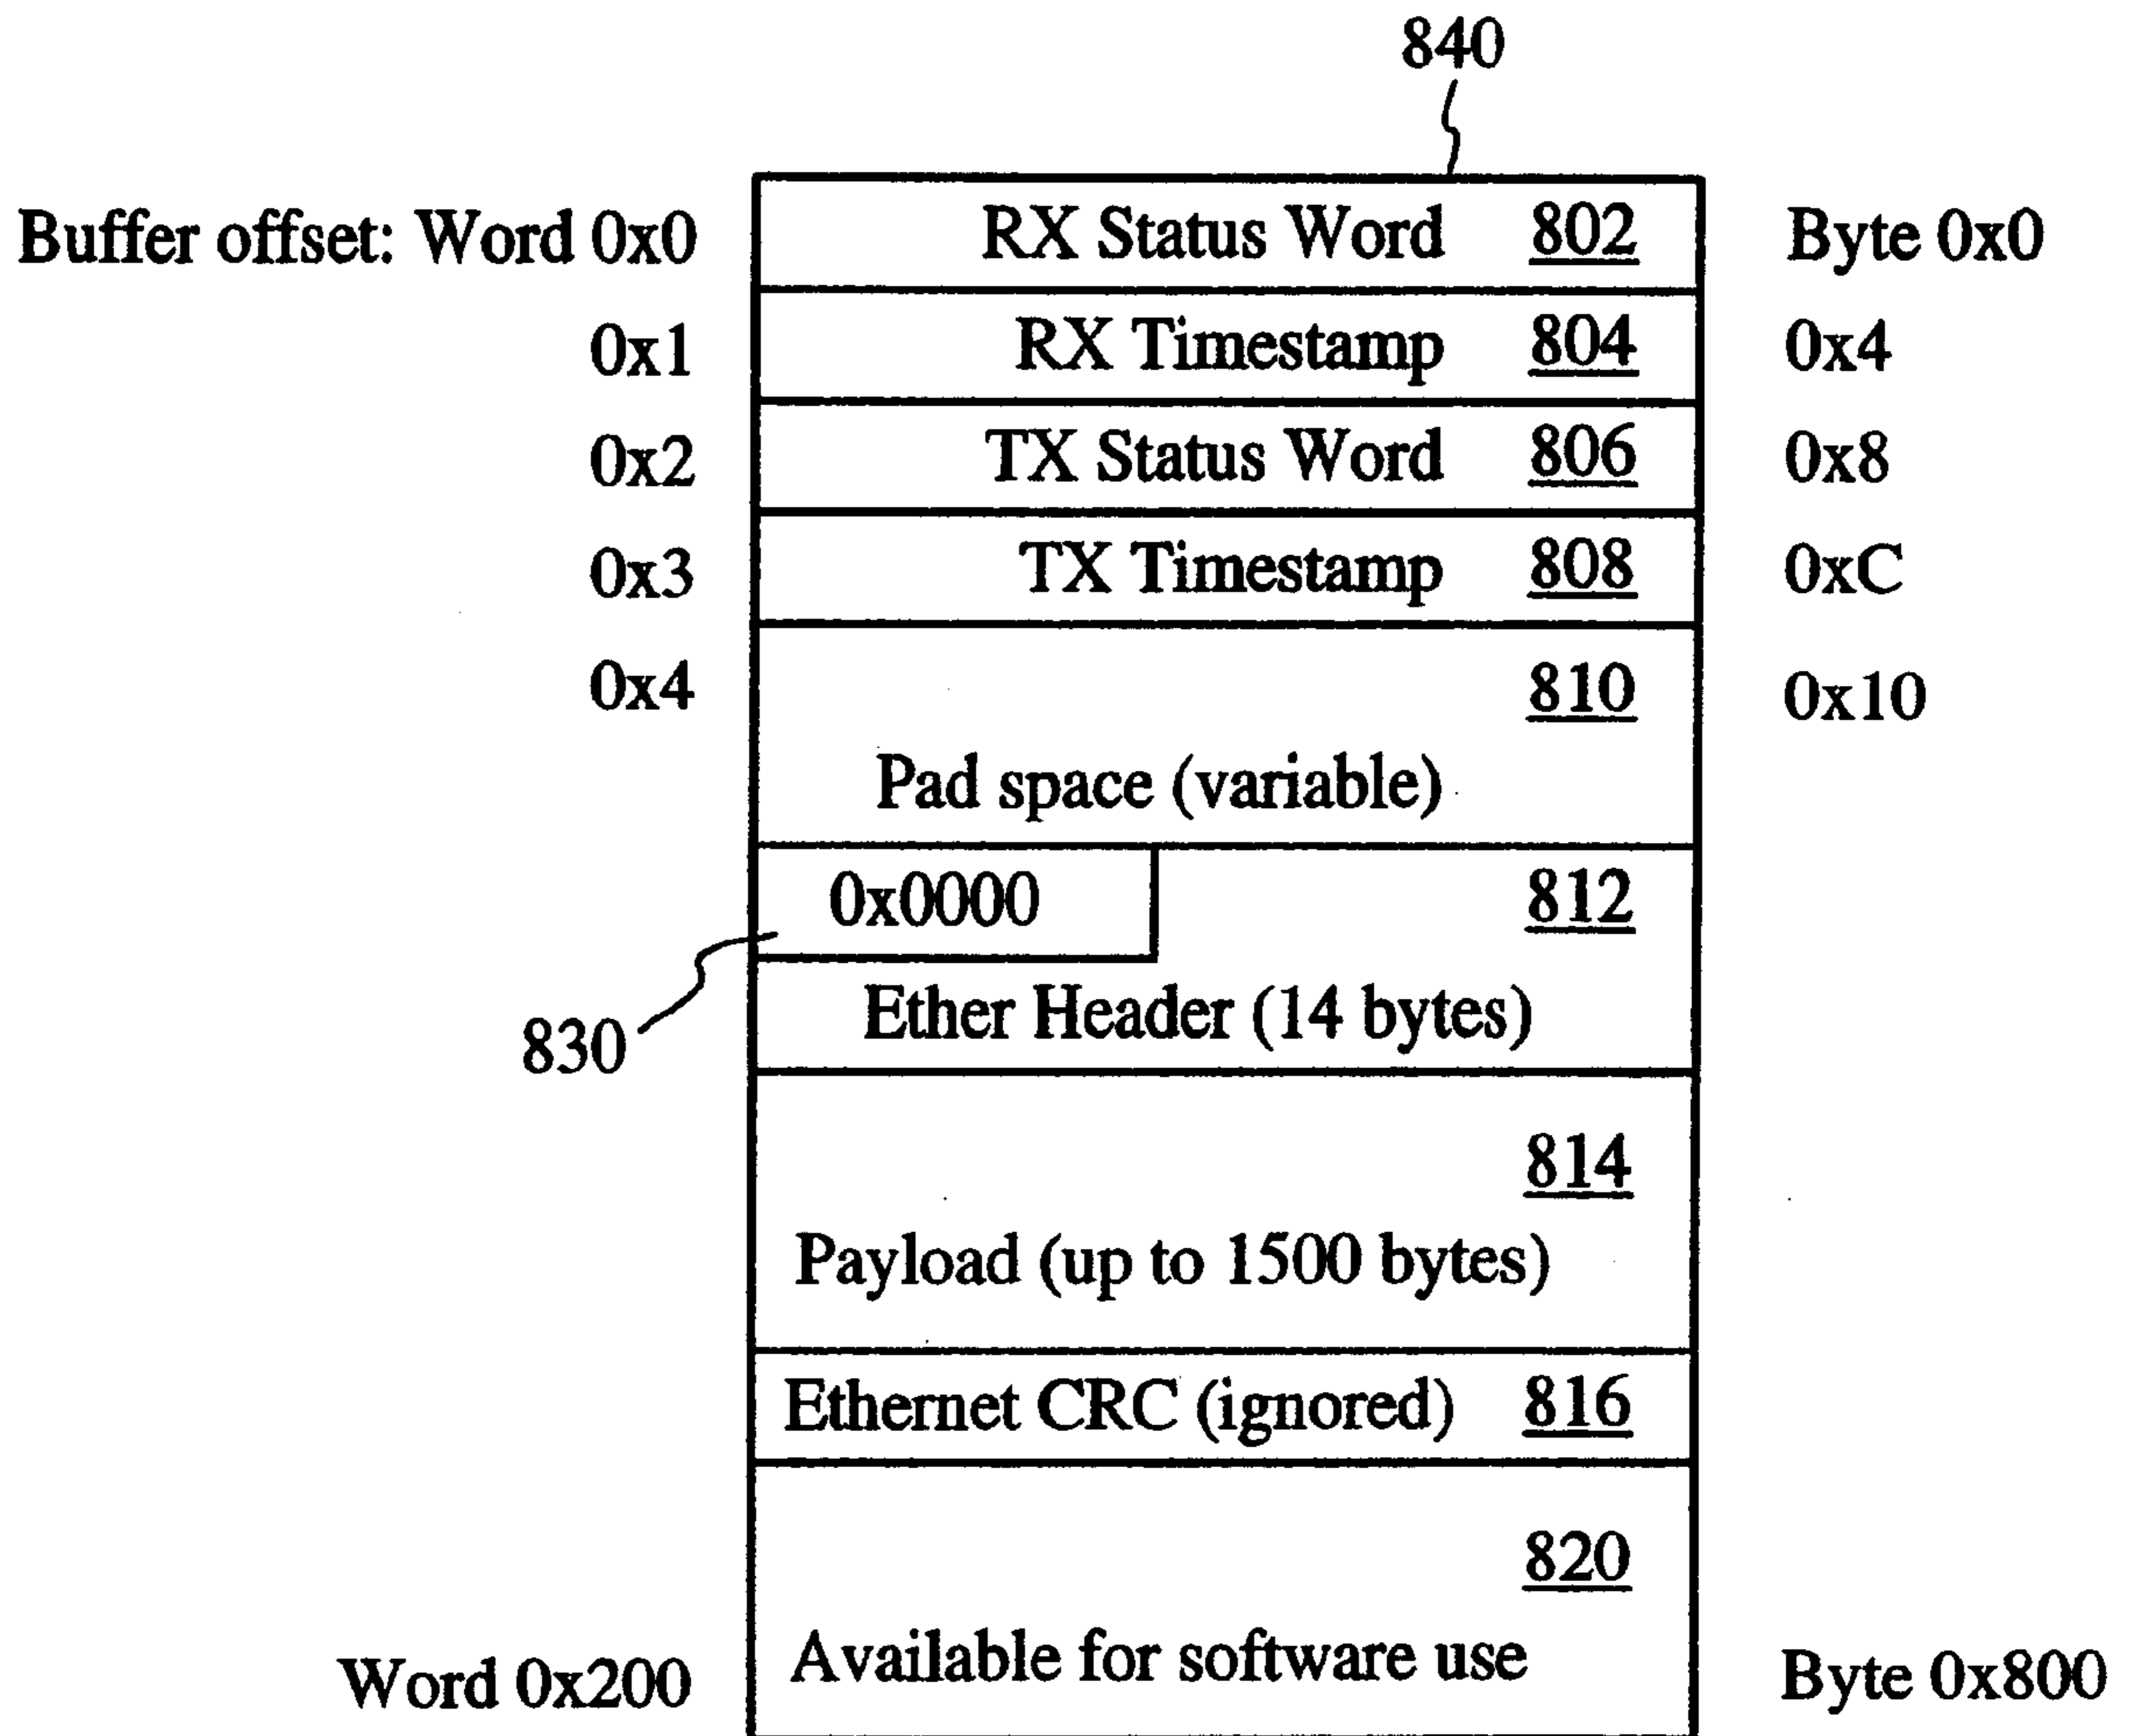 840
Buffer offset: Word 0x0 RX Status Word 802 Byte 0x0
0x1 RX Timestamp 804 0x4
0x2 TX Status Word 806 0x8
0x3 TX Timestamp 808 0xC
0x4 810 0x10
Pad space (variable)
0x0000 812
Ether Header (14 bytes)
830
814
Payload (up to 1500 bytes)
Ethernet CRC (ignored) 816
820
Word 0x200 Available for software use Byte 0x800